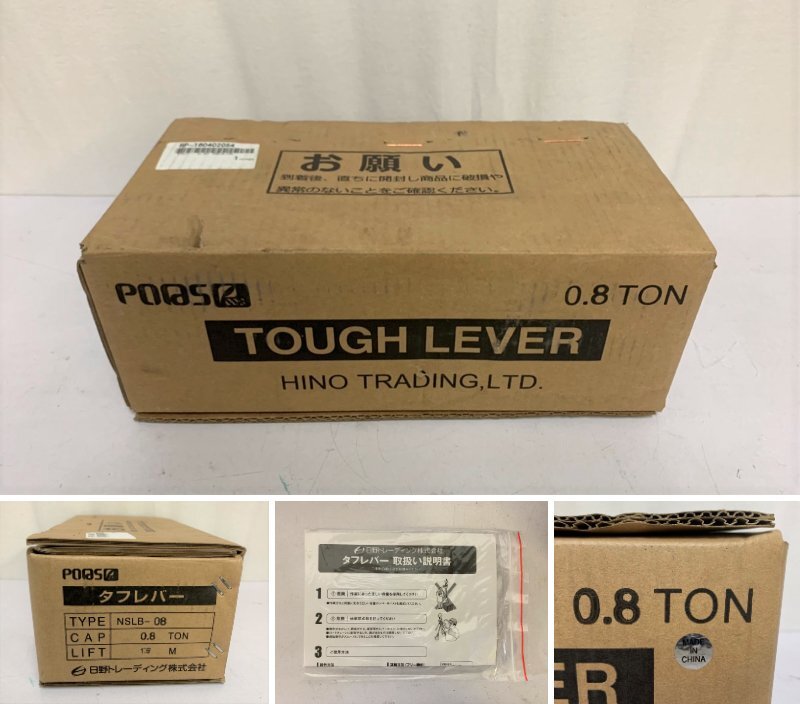 お願い
到着後、直ちに開封し商品に破損や
異常のないことをご確認ください。
POQS
0.8 TON
TOUGH LEVER
HINO TRADING,LTD.
POQS
タフレバー
TYPE NSLB-08
CAP 0.8 TON
LIFT M
日野トレーディング株式会社
日野トレーディング株式会社
タフレバー 取扱い説明書
1
2
3
0.8 TON
MADE
IN
CHINA
ER